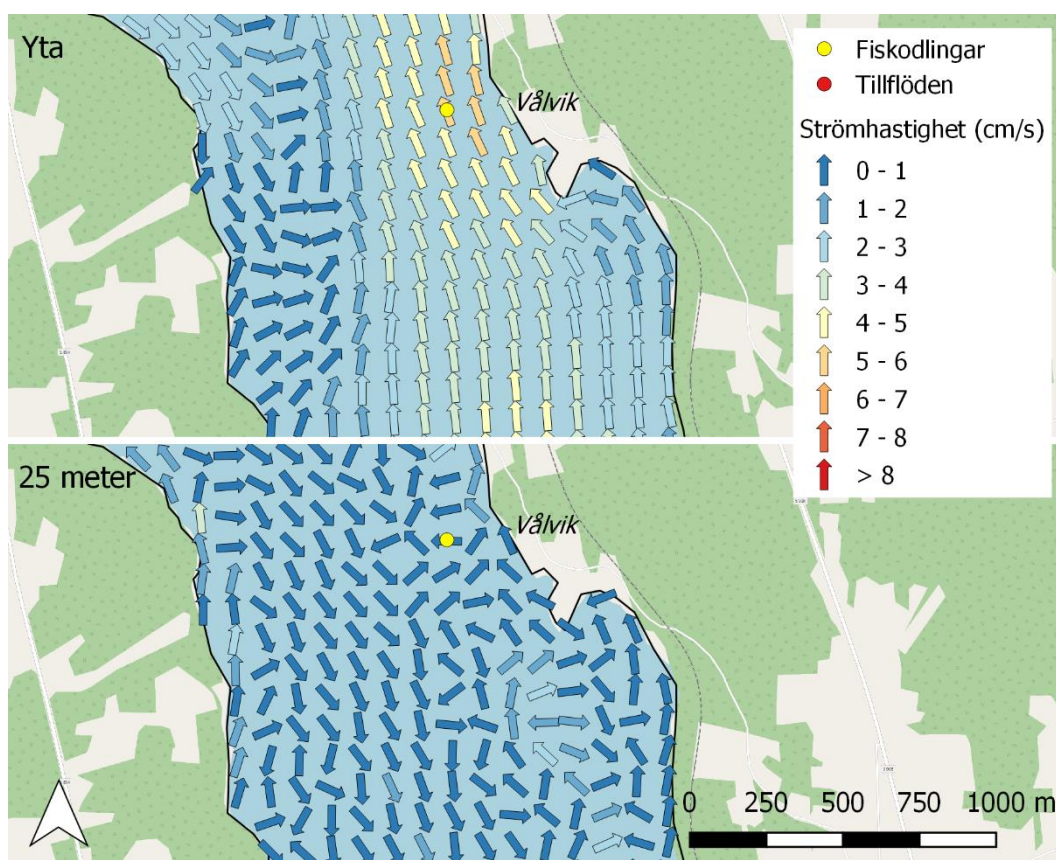 Yta
Vålvik
Fiskodlingar
Tillflöden
Strömhastighet (cm/s)
0 - 1
1 - 2
2 - 3
3 - 4
4 - 5
5 - 6
6 - 7
7 - 8
> 8
25 meter
Vålvik
0 250 500 750 1000 m